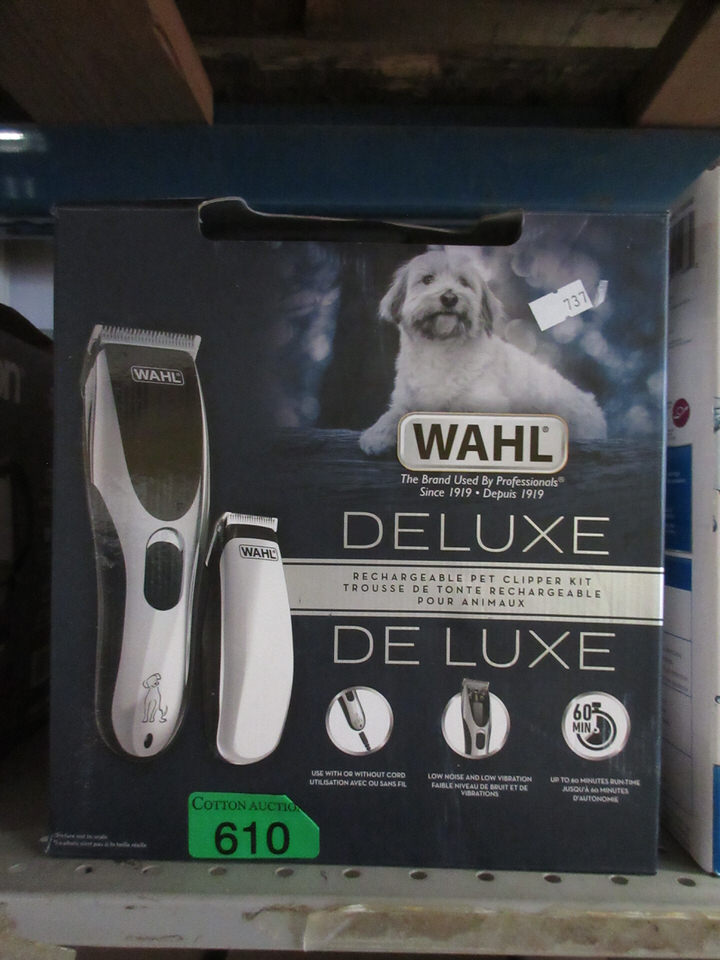 737
WAHL
WAHL
WAHL®
The Brand Used By Professionals®
Since 1919 • Depuis 1919
DELUXE
RECHARGEABLE PET CLIPPER KIT
TROUSSE DE TONTE RECHARGEABLE
POUR ANIMAUX
DE LUXE
60
MIN
USE WITH OR WITHOUT CORD
UTILISATION AVEC OU SANS FIL
LOW NOISE AND LOW VIBRATION
FAIBLE NIVEAU DE BRUIT ET DE
VIBRATIONS
UP TO 60 MINUTES RUN-TIME
JUSQU'À 60 MINUTES
D'AUTONOMIE
COTTON AUCTIO
610